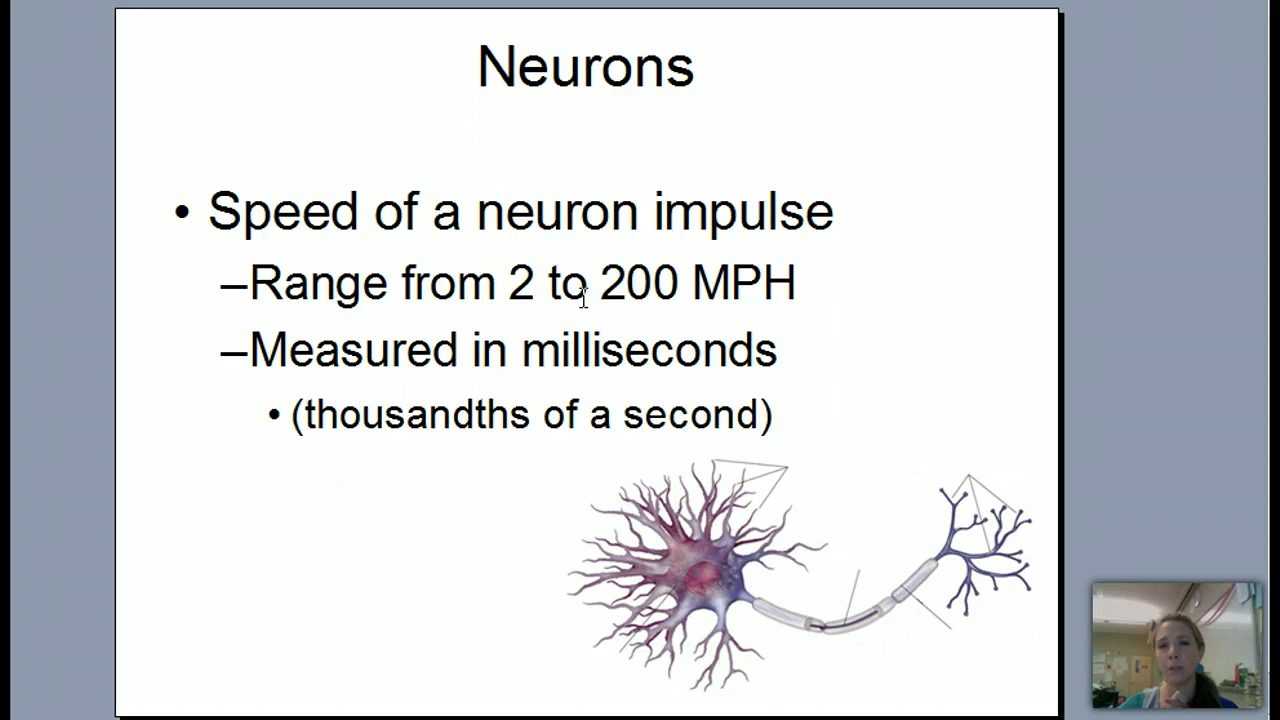 Neurons
• Speed of a neuron impulse
–Range from 2 to 200 MPH
–Measured in milliseconds
• (thousandths of a second)